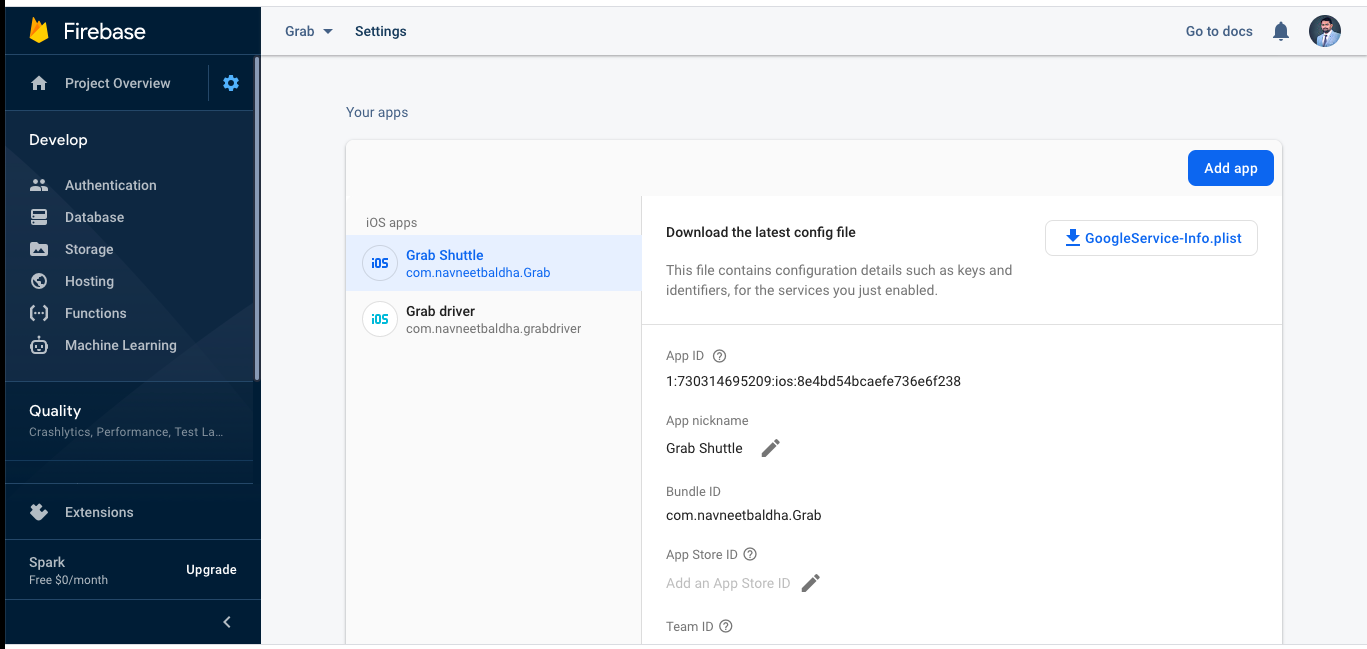 Firebase
Grab
Settings
Go to docs
Project Overview
Develop
Authentication
Database
Storage
Hosting
Functions
Machine Learning
Quality
Crashlytics, Performance, Test La...
Extensions
Spark
Free $0/month
Upgrade
Your apps
Add app
iOS apps
iOS
Grab Shuttle
com.navneetbaldha.Grab
iOS
Grab driver
com.navneetbaldha.grabdriver
Download the latest config file
GoogleService-Info.plist
This file contains configuration details such as keys and
identifiers, for the services you just enabled.
App ID
1:730314695209:ios:8e4bd54bcaefe736e6f238
App nickname
Grab Shuttle
Bundle ID
com.navneetbaldha.Grab
App Store ID
Add an App Store ID
Team ID